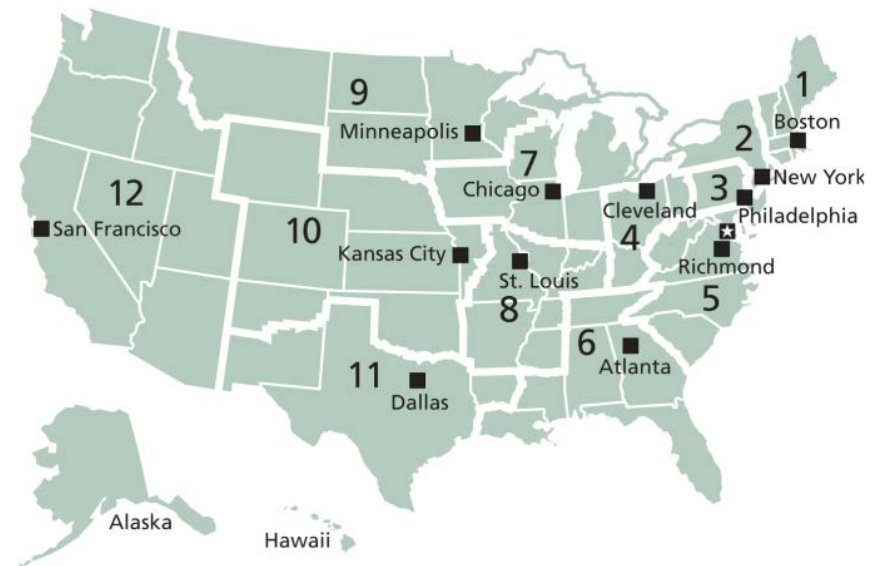 1
9
Boston
2
Minneapolis
7
3
New York
12
Chicago
Cleveland
Philadelphia
San Francisco
10
4
Kansas City
Richmond
St. Louis
5
8
6
Atlanta
11
Dallas
Alaska
Hawaii